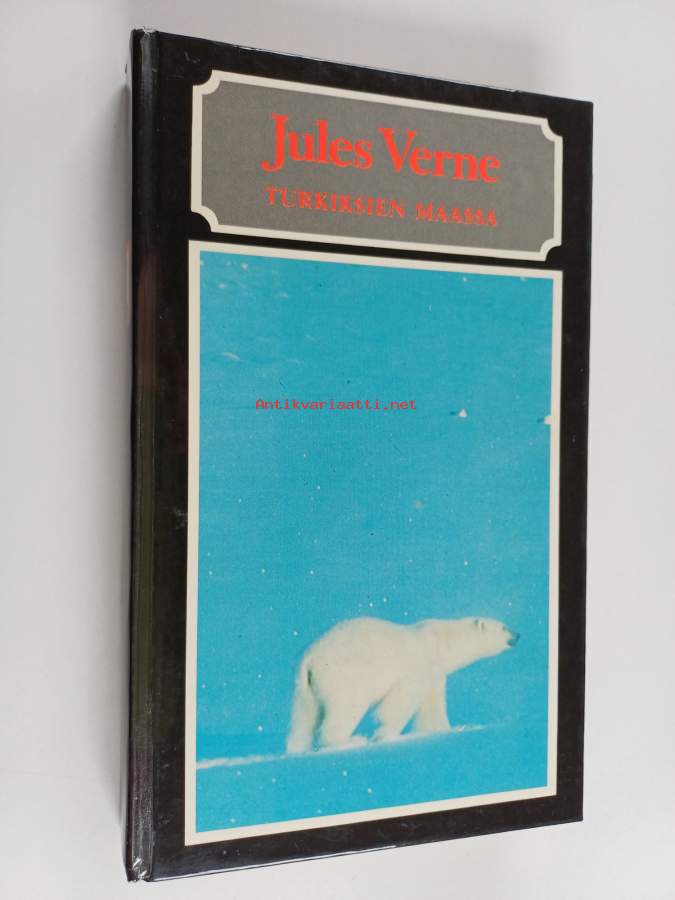 Jules Verne
TURKIKSIEN MAASSA
Antikvariaatti.net